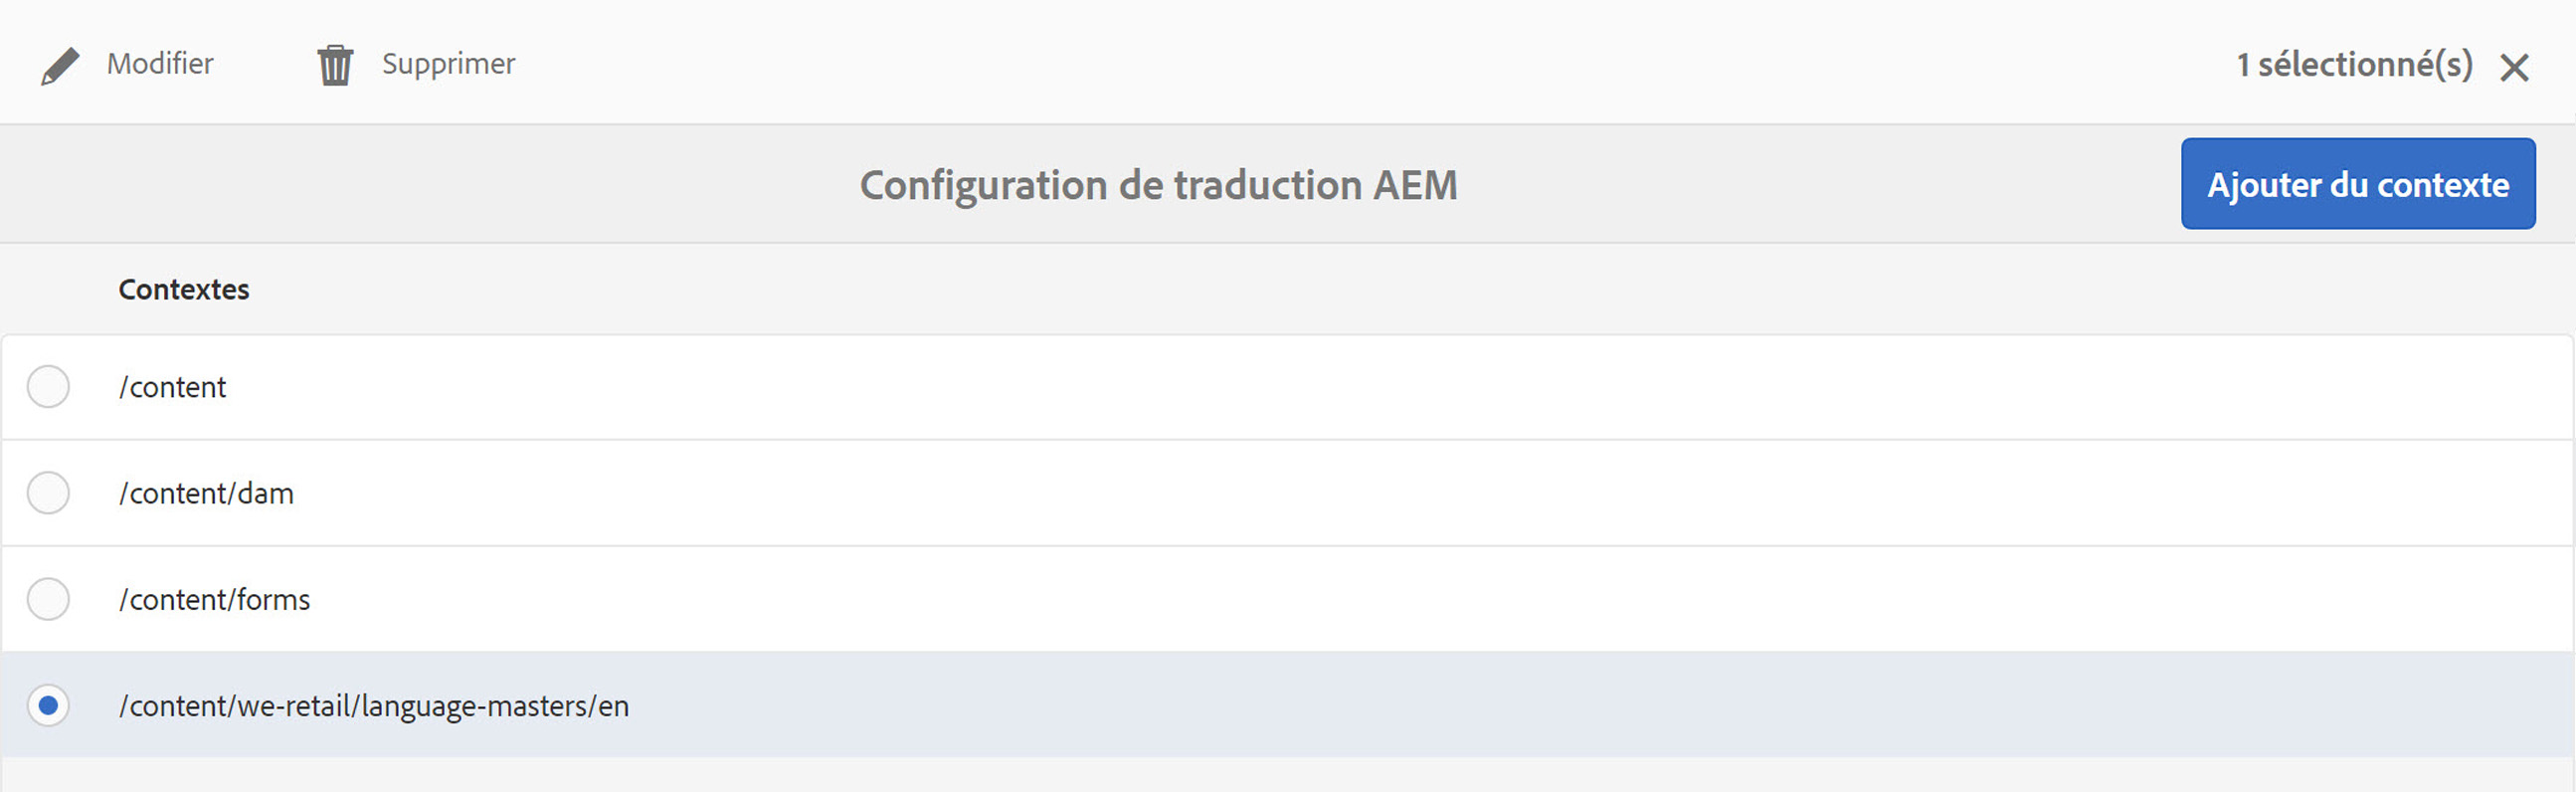 Modifier Supprimer 1 sélectionné(s)
Configuration de traduction AEM Ajouter du contexte
Contextes
/content
/content/dam
/content/forms
/content/we-retail/language-masters/en